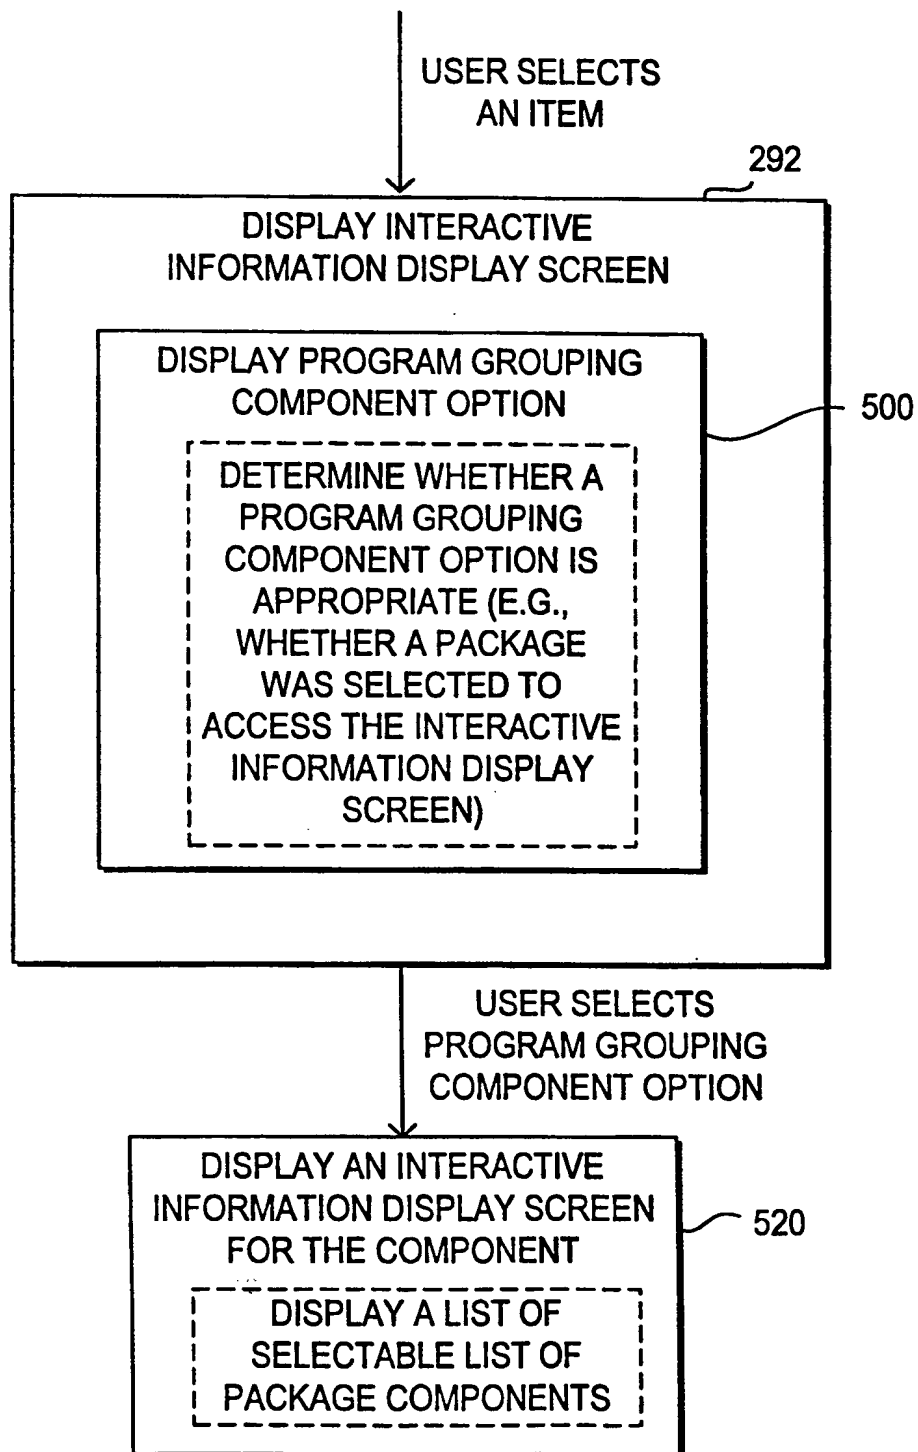 USER SELECTS
AN ITEM
292
DISPLAY INTERACTIVE
INFORMATION DISPLAY SCREEN
DISPLAY PROGRAM GROUPING
COMPONENT OPTION
500
DETERMINE WHETHER A
PROGRAM GROUPING
COMPONENT OPTION IS
APPROPRIATE (E.G.,
WHETHER A PACKAGE
WAS SELECTED TO
ACCESS THE INTERACTIVE
INFORMATION DISPLAY
SCREEN)
USER SELECTS
PROGRAM GROUPING
COMPONENT OPTION
DISPLAY AN INTERACTIVE
INFORMATION DISPLAY SCREEN
FOR THE COMPONENT
520
DISPLAY A LIST OF
SELECTABLE LIST OF
PACKAGE COMPONENTS